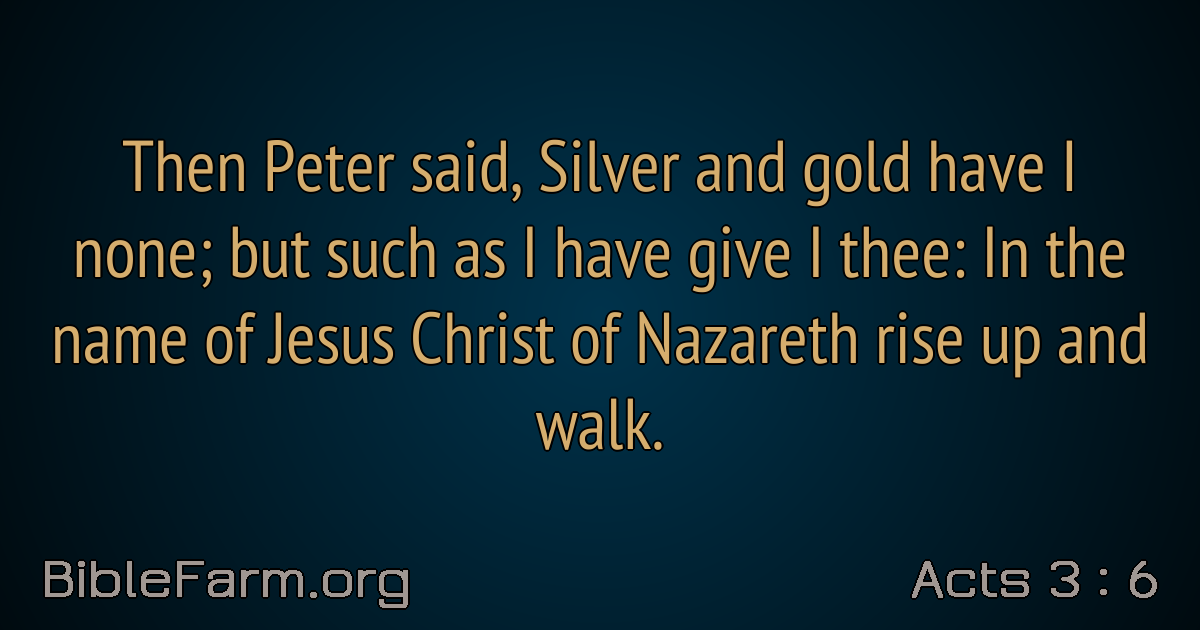 Then Peter said, Silver and gold have I
none; but such as I have give I thee: In the
name of Jesus Christ of Nazareth rise up and
walk.
BibleFarm.org
Acts 3 : 6